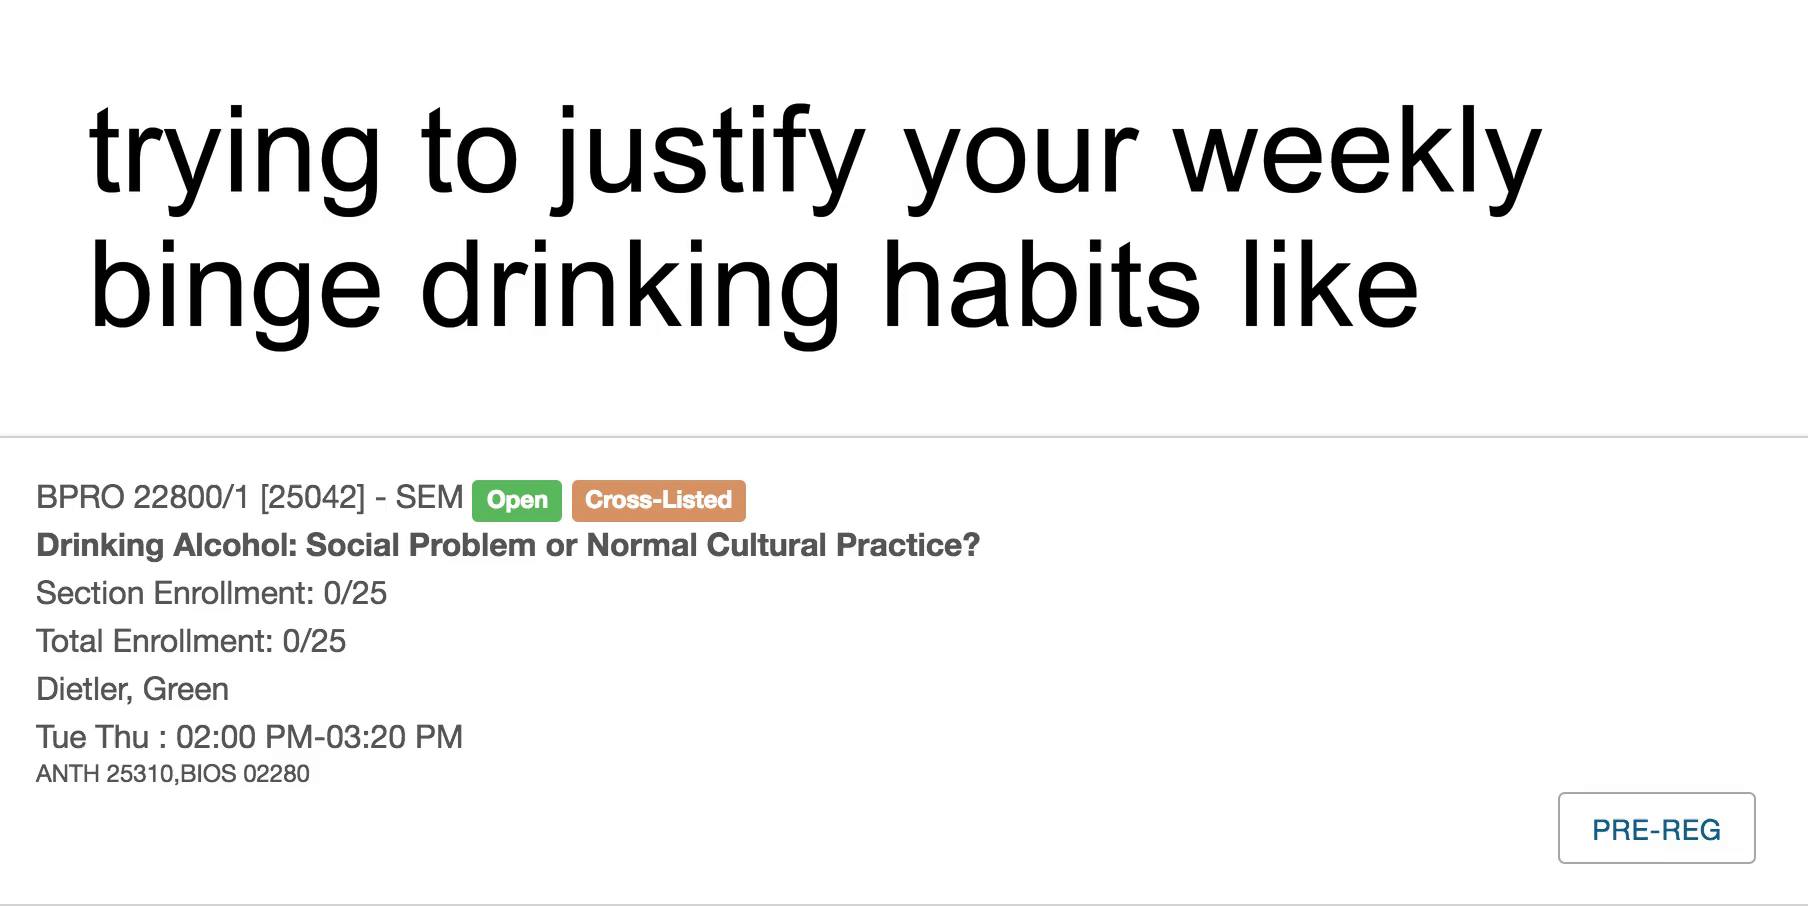 trying to justify your weekly
binge drinking habits like
BPRO 22800/1 [25042] - SEM Open Cross-Listed
Drinking Alcohol: Social Problem or Normal Cultural Practice?
Section Enrollment: 0/25
Total Enrollment: 0/25
Dietler, Green
Tue Thu : 02:00 PM-03:20 PM
ANTH 25310,BIOS 02280
PRE-REG